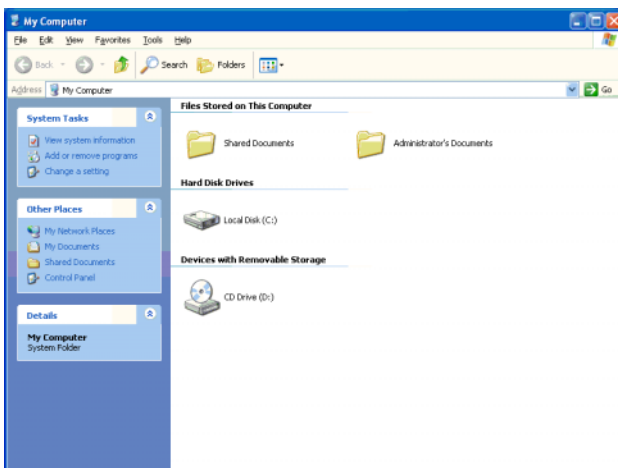 My Computer
File Edit View Favorites Tools Help
Back Search Folders
Address My Computer Go
System Tasks
View system information
Add or remove programs
Change a setting
Other Places
My Network Places
My Documents
Shared Documents
Control Panel
Details
My Computer
System Folder
Files Stored on This Computer
Shared Documents Administrator's Documents
Hard Disk Drives
Local Disk (C:)
Devices with Removable Storage
CD Drive (D:)